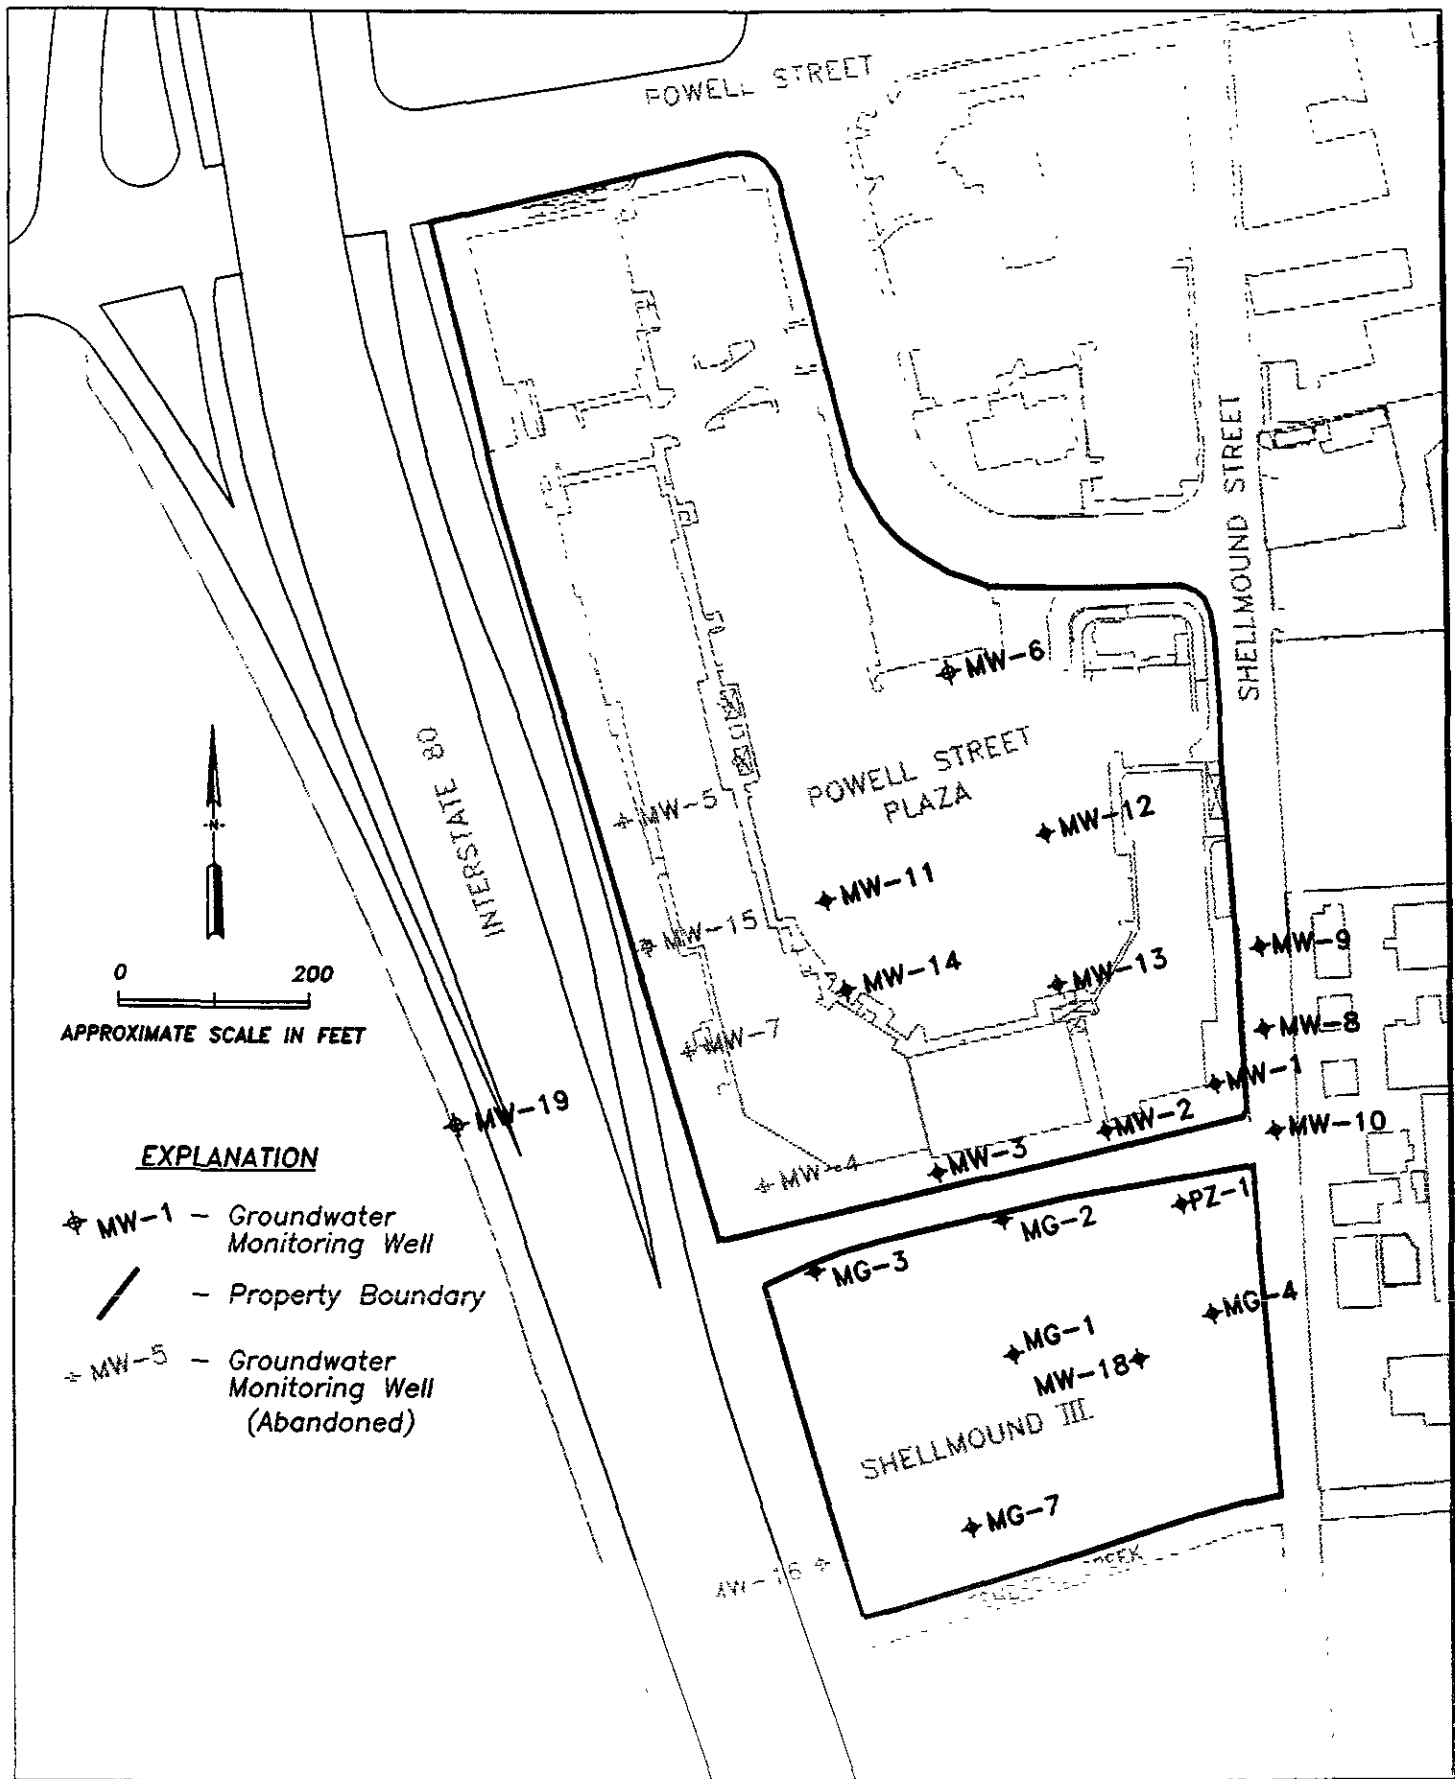 POWELL STREET
SHELLMOUND STREET
MW-6
INTERSTATE 80
POWELL STREET
PLAZA
MW-5
MW-12
MW-11
MW-15
MW-9
MW-14
MW-13
-N-
0 200
APPROXIMATE SCALE IN FEET
MW-8
MW-7
MW-1
MW-19
MW-2
MW-10
MW-3
MW-4
EXPLANATION
MW-1 - Groundwater
Monitoring Well
- Property Boundary
MW-5 - Groundwater
Monitoring Well
(Abandoned)
PZ-1
MG-2
MG-3
MG-4
MG-1
MW-18
SHELLMOUND III
MG-7